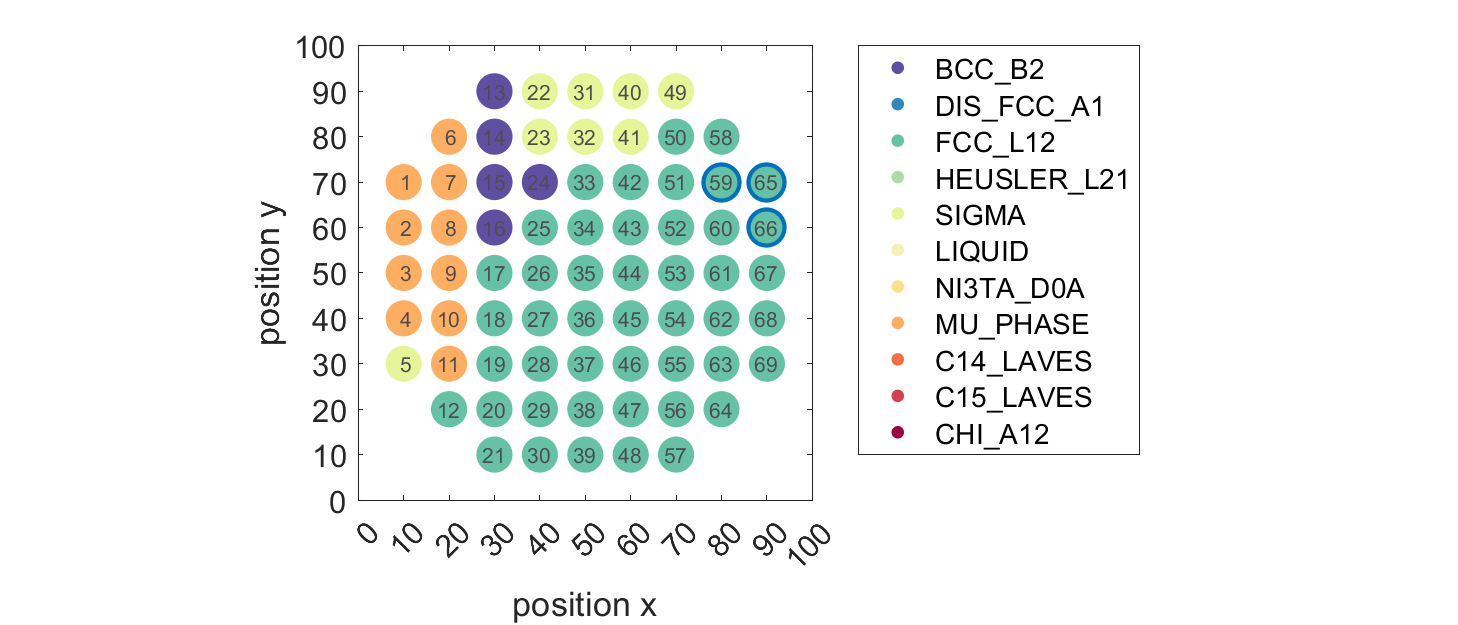 100
90
80
70
60
50
40
30
20
10
0
position y
13 22 31 40 49
6 14 23 32 41 50 58
1 7 15 24 33 42 51 59 65
2 8 16 25 34 43 52 60 66
3 9 17 26 35 44 53 61 67
4 10 18 27 36 45 54 62 68
5 11 19 28 37 46 55 63 69
12 20 29 38 47 56 64
21 30 39 48 57
0 10 20 30 40 50 60 70 80 90 100
position x
BCC_B2
DIS_FCC_A1
FCC_L12
HEUSLER_L21
SIGMA
LIQUID
NI3TA_D0A
MU_PHASE
C14_LAVES
C15_LAVES
CHI_A12